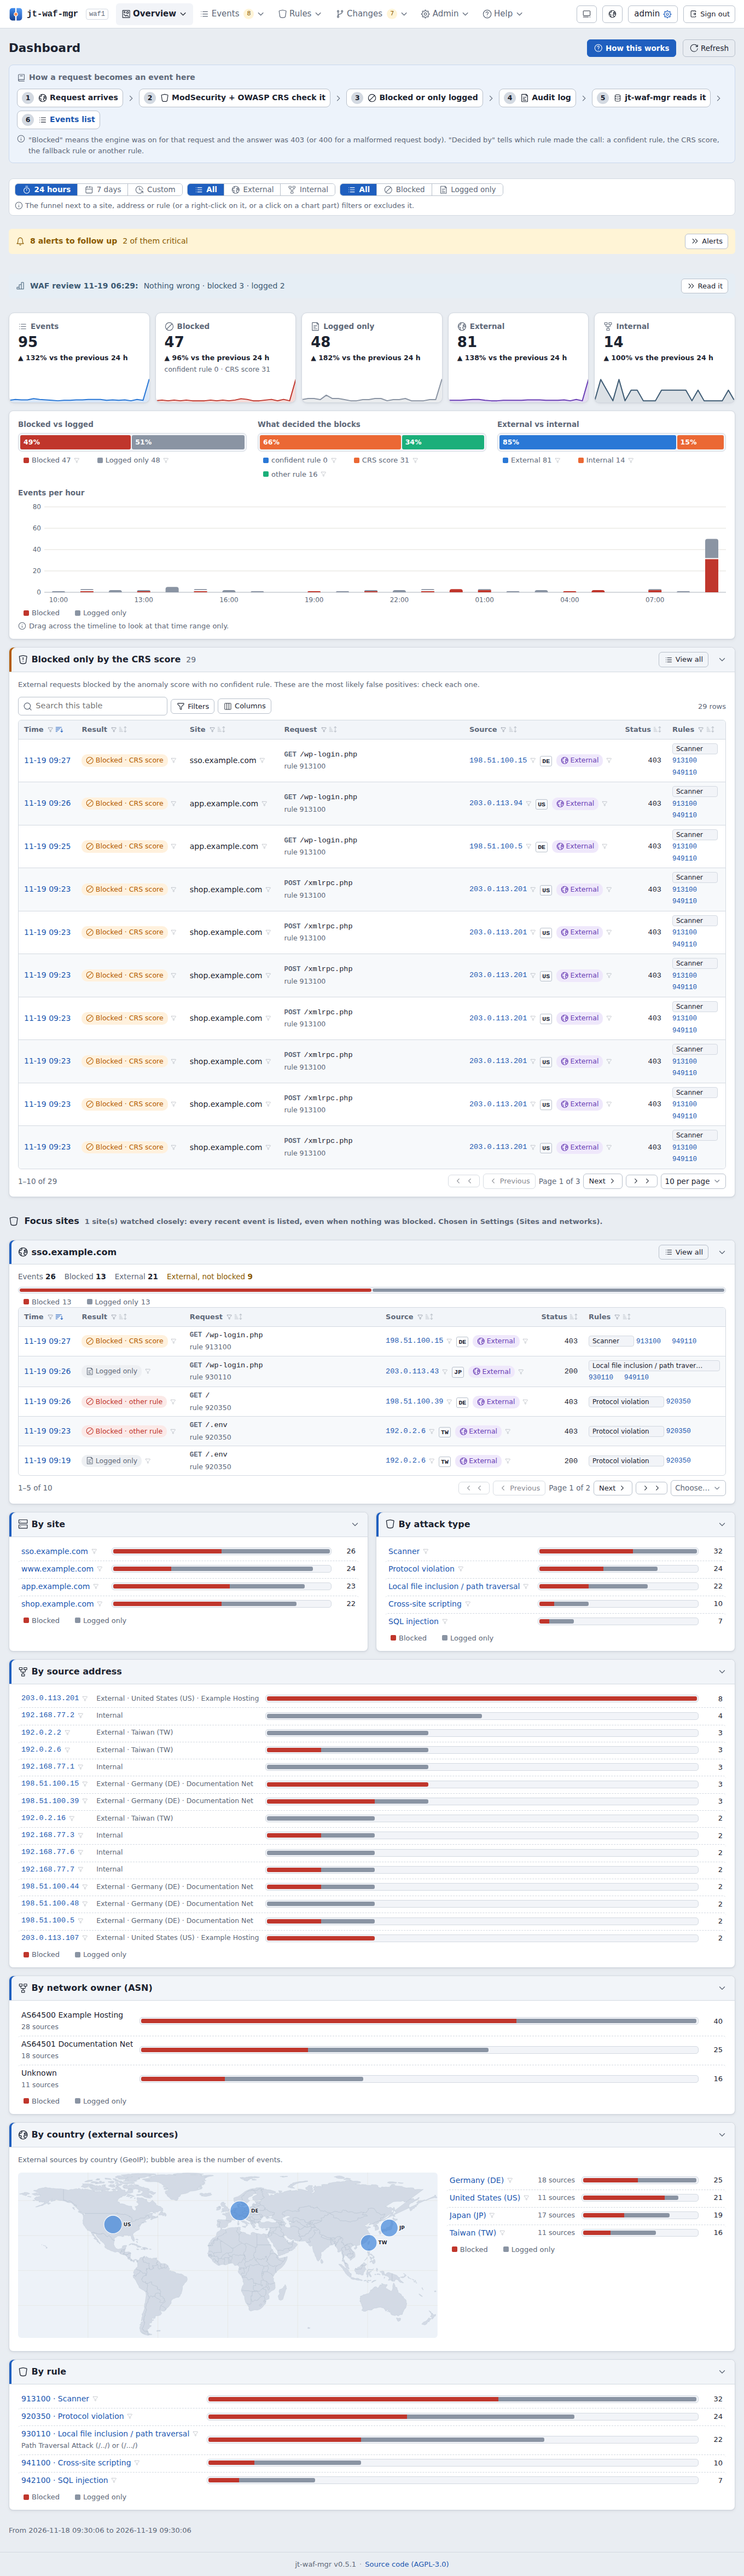 jt-waf-mgr waf1 Overview Events 8 Rules Changes 7 Admin Help admin Sign out
Dashboard How this works Refresh
How a request becomes an event here
1 Request arrives 2 ModSecurity + OWASP CRS check it 3 Blocked or only logged 4 Audit log 5 jt-waf-mgr reads it
6 Events list
"Blocked" means the engine was on for that request and the answer was 403 (or 400 for a malformed request body). "Decided by" tells which rule made the call: a confident rule, the CRS score,
the fallback rule or another rule.
24 hours 7 days Custom All External Internal All Blocked Logged only
The funnel next to a site, address or rule (or a right-click on it, or a click on a chart part) filters or excludes it.
8 alerts to follow up 2 of them critical Alerts
WAF review 11-19 06:29: Nothing wrong · blocked 3 · logged 2 Read it
Events Blocked Logged only External Internal
95 47 48 81 14
▲ 132% vs the previous 24 h ▲ 96% vs the previous 24 h ▲ 182% vs the previous 24 h ▲ 138% vs the previous 24 h ▲ 100% vs the previous 24 h
confident rule 0 · CRS score 31
Blocked vs logged What decided the blocks External vs internal
49% 51% 66% 34% 85% 15%
Blocked 47 Logged only 48 confident rule 0 CRS score 31 External 81 Internal 14
other rule 16
Events per hour
80
60
40
20
0
10:00 13:00 16:00 19:00 22:00 01:00 04:00 07:00
Blocked Logged only
Drag across the timeline to look at that time range only.
Blocked only by the CRS score 29 View all
External requests blocked by the anomaly score with no confident rule. These are the most likely false positives: check each one.
Search this table Filters Columns 29 rows
Time Result Site Request Source Status Rules
11-19 09:27 Blocked · CRS score sso.example.com GET /wp-login.php rule 913100 198.51.100.15 DE External 403 Scanner 913100 949110
11-19 09:26 Blocked · CRS score app.example.com GET /wp-login.php rule 913100 203.0.113.94 US External 403 Scanner 913100 949110
11-19 09:25 Blocked · CRS score app.example.com GET /wp-login.php rule 913100 198.51.100.5 DE External 403 Scanner 913100 949110
11-19 09:23 Blocked · CRS score shop.example.com POST /xmlrpc.php rule 913100 203.0.113.201 US External 403 Scanner 913100 949110
11-19 09:23 Blocked · CRS score shop.example.com POST /xmlrpc.php rule 913100 203.0.113.201 US External 403 Scanner 913100 949110
11-19 09:23 Blocked · CRS score shop.example.com POST /xmlrpc.php rule 913100 203.0.113.201 US External 403 Scanner 913100 949110
11-19 09:23 Blocked · CRS score shop.example.com POST /xmlrpc.php rule 913100 203.0.113.201 US External 403 Scanner 913100 949110
11-19 09:23 Blocked · CRS score shop.example.com POST /xmlrpc.php rule 913100 203.0.113.201 US External 403 Scanner 913100 949110
11-19 09:23 Blocked · CRS score shop.example.com POST /xmlrpc.php rule 913100 203.0.113.201 US External 403 Scanner 913100 949110
11-19 09:23 Blocked · CRS score shop.example.com POST /xmlrpc.php rule 913100 203.0.113.201 US External 403 Scanner 913100 949110
1–10 of 29 Previous Page 1 of 3 Next 10 per page
Focus sites 1 site(s) watched closely: every recent event is listed, even when nothing was blocked. Chosen in Settings (Sites and networks).
sso.example.com View all
Events 26 Blocked 13 External 21 External, not blocked 9
Blocked 13 Logged only 13
Time Result Request Source Status Rules
11-19 09:27 Blocked · CRS score GET /wp-login.php rule 913100 198.51.100.15 DE External 403 Scanner 913100 949110
11-19 09:26 Logged only GET /wp-login.php rule 930110 203.0.113.43 JP External 200 Local file inclusion / path traver… 930110 949110
11-19 09:26 Blocked · other rule GET / rule 920350 198.51.100.39 DE External 403 Protocol violation 920350
11-19 09:23 Blocked · other rule GET /.env rule 920350 192.0.2.6 TW External 403 Protocol violation 920350
11-19 09:19 Logged only GET /.env rule 920350 192.0.2.6 TW External 200 Protocol violation 920350
1–5 of 10 Previous Page 1 of 2 Next Choose…
By site
sso.example.com 26
www.example.com 24
app.example.com 23
shop.example.com 22
Blocked Logged only
By attack type
Scanner 32
Protocol violation 24
Local file inclusion / path traversal 22
Cross-site scripting 10
SQL injection 7
Blocked Logged only
By source address
203.0.113.201 External · United States (US) · Example Hosting 8
192.168.77.2 Internal 4
192.0.2.2 External · Taiwan (TW) 3
192.0.2.6 External · Taiwan (TW) 3
192.168.77.1 Internal 3
198.51.100.15 External · Germany (DE) · Documentation Net 3
198.51.100.39 External · Germany (DE) · Documentation Net 3
192.0.2.16 External · Taiwan (TW) 2
192.168.77.3 Internal 2
192.168.77.6 Internal 2
192.168.77.7 Internal 2
198.51.100.44 External · Germany (DE) · Documentation Net 2
198.51.100.48 External · Germany (DE) · Documentation Net 2
198.51.100.5 External · Germany (DE) · Documentation Net 2
203.0.113.107 External · United States (US) · Example Hosting 2
Blocked Logged only
By network owner (ASN)
AS64500 Example Hosting
28 sources 40
AS64501 Documentation Net
18 sources 25
Unknown
11 sources 16
Blocked Logged only
By country (external sources)
External sources by country (GeoIP); bubble area is the number of events.
US DE JP TW
Germany (DE) 18 sources 25
United States (US) 11 sources 21
Japan (JP) 17 sources 19
Taiwan (TW) 11 sources 16
Blocked Logged only
By rule
913100 · Scanner 32
920350 · Protocol violation 24
930110 · Local file inclusion / path traversal 22
Path Traversal Attack (/../) or (/.../)
941100 · Cross-site scripting 10
942100 · SQL injection 7
Blocked Logged only
From 2026-11-18 09:30:06 to 2026-11-19 09:30:06
jt-waf-mgr v0.5.1 · Source code (AGPL-3.0)